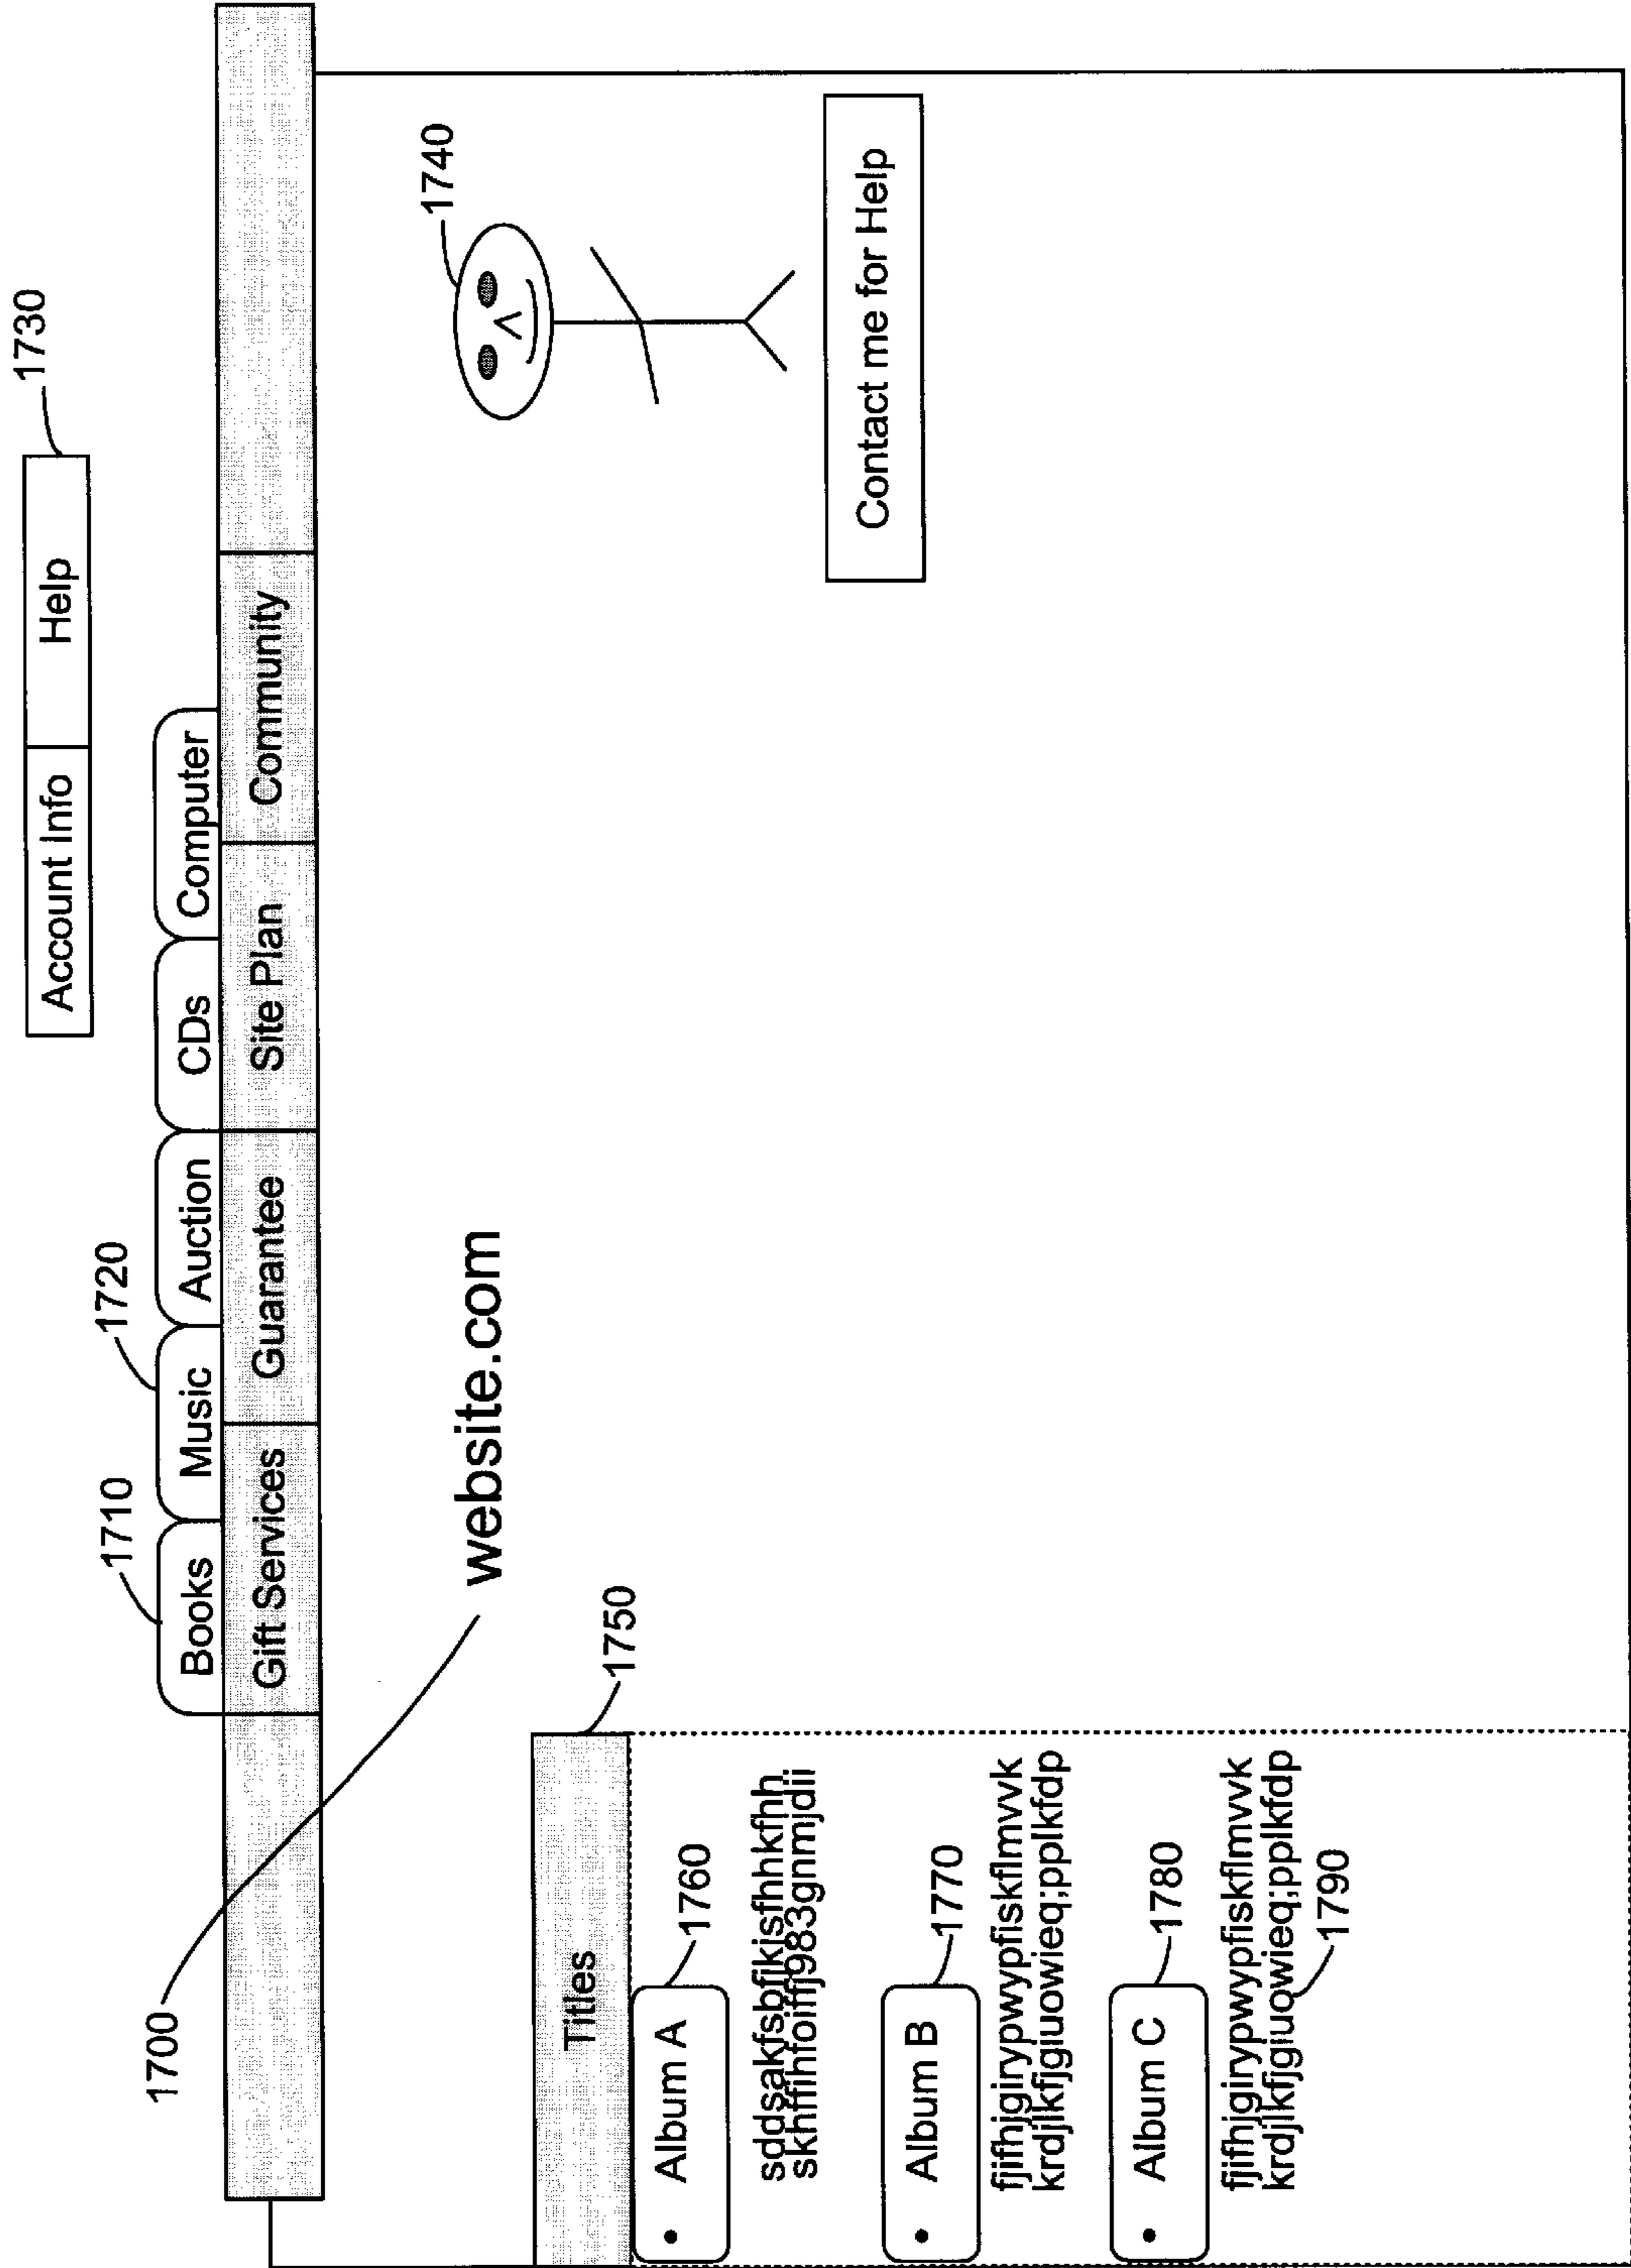 1730
Account Info Help
1710
1720
Books Music Auction CDs Computer
1700
Gift Services Guarantee Site Plan Community
1740
website.com
1750
Titles
• Album A
1760
sddsakfsbfjkjsfhhkfhh
skhffihfoiffj983gnmjdii
Contact me for Help
• Album B
1770
fjifhjgirypwypfiskflmvvk
krdjlkfjgiuowieq;pplkfdp
• Album C
1780
fjifhjgirypwypfiskflmvvk
krdjlkfjgiuowieq;pplkfdp
1790